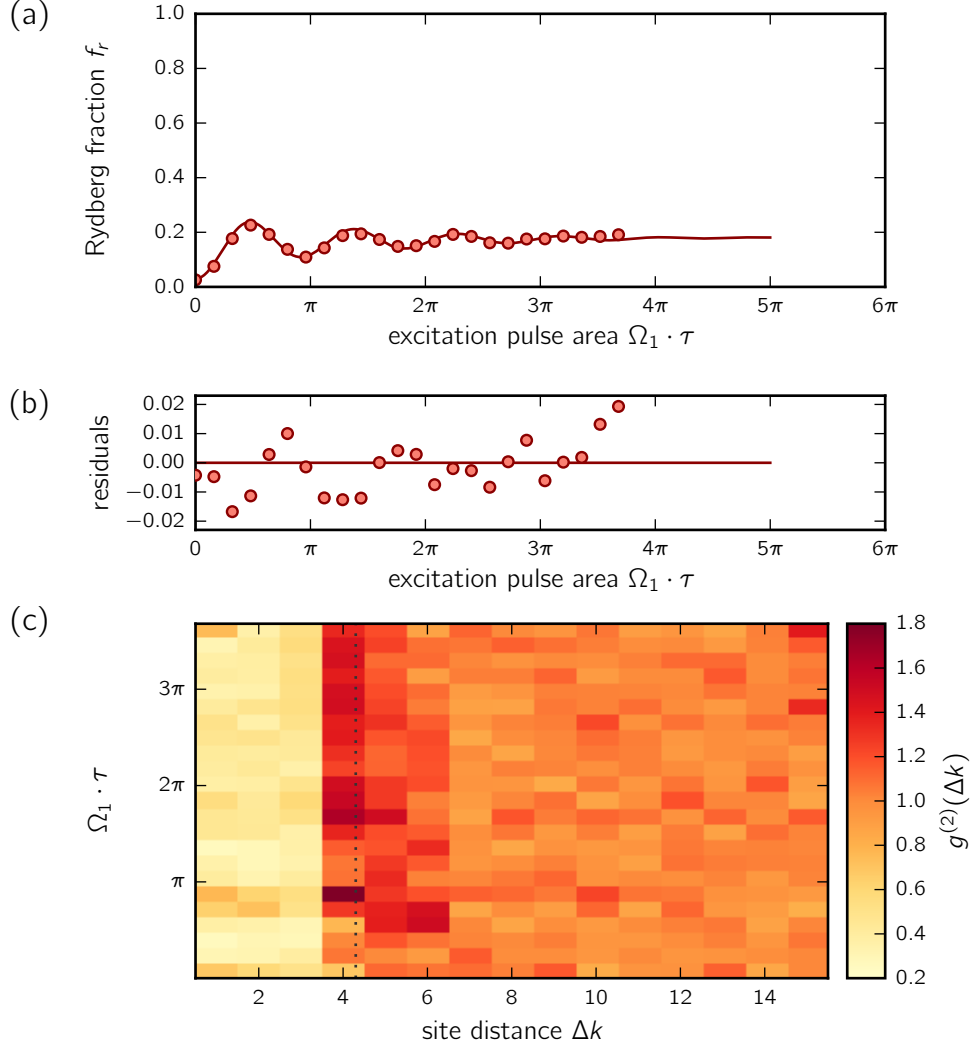 (a)
Rydberg fraction f_r
1.0
0.8
0.6
0.4
0.2
0.0
0 π 2π 3π 4π 5π 6π
excitation pulse area Ω₁ · τ
(b)
residuals
0.02
0.01
0.00
−0.01
−0.02
0 π 2π 3π 4π 5π 6π
excitation pulse area Ω₁ · τ
(c)
Ω₁ · τ
3π
2π
π
2 4 6 8 10 12 14
site distance Δk
1.8
1.6
1.4
1.2
1.0
0.8
0.6
0.4
0.2
g⁽²⁾(Δk)